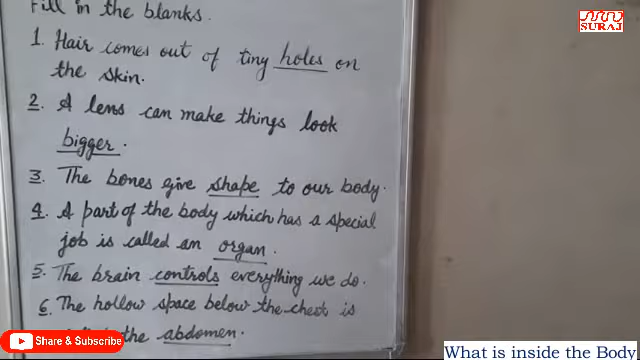 Fill in the blanks.
1. Hair comes out of tiny holes on
the skin.
2. A lens can make things look
bigger.
3. The bones give shape to our body.
4. A part of the body which has a special
job is called an organ.
5. The brain controls everything we do.
6. The hollow space below the chest is
the abdomen.
SURAJ
Share & Subscribe
What is inside the Body